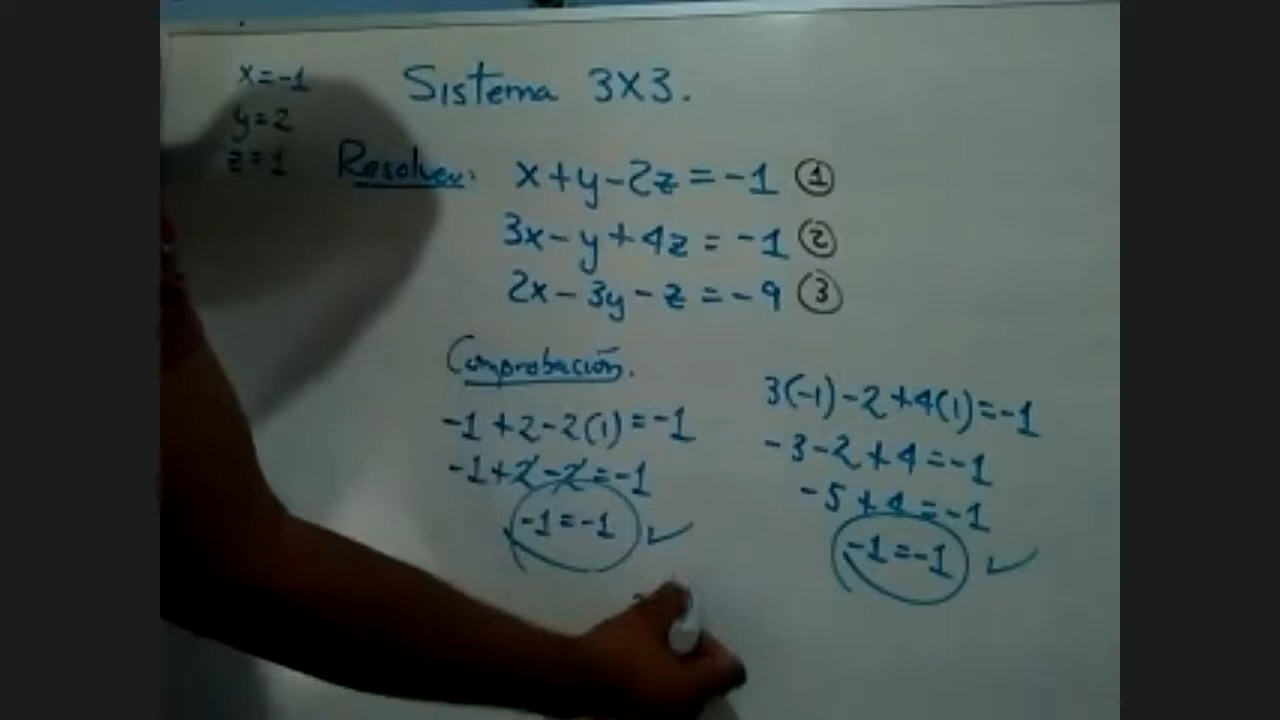 x=-1
y=2
z=1
Sistema 3X3.
Resolver: x+y-2z=-1 ①
3x-y+4z=-1 ②
2x-3y-z=-9 ③
Comprobación.
-1+2-2(1)=-1
-1+2-2=-1
-1=-1 ✓
3(-1)-2+4(1)=-1
-3-2+4=-1
-5+4=-1
-1=-1 ✓